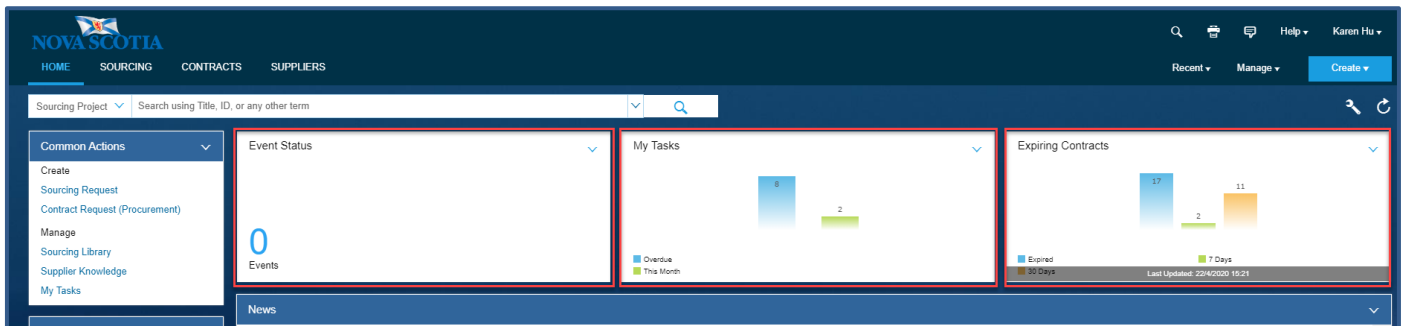 NOVA SCOTIA
Help
Karen Hu
HOME SOURCING CONTRACTS SUPPLIERS
Recent Manage Create
Sourcing Project Search using Title, ID, or any other term
Common Actions
Create
Sourcing Request
Contract Request (Procurement)
Manage
Sourcing Library
Supplier Knowledge
My Tasks
Event Status
0
Events
My Tasks
8
2
Overdue
This Month
Expiring Contracts
17
2
11
Expired
7 Days
30 Days
Last Updated: 22/4/2020 15:21
News